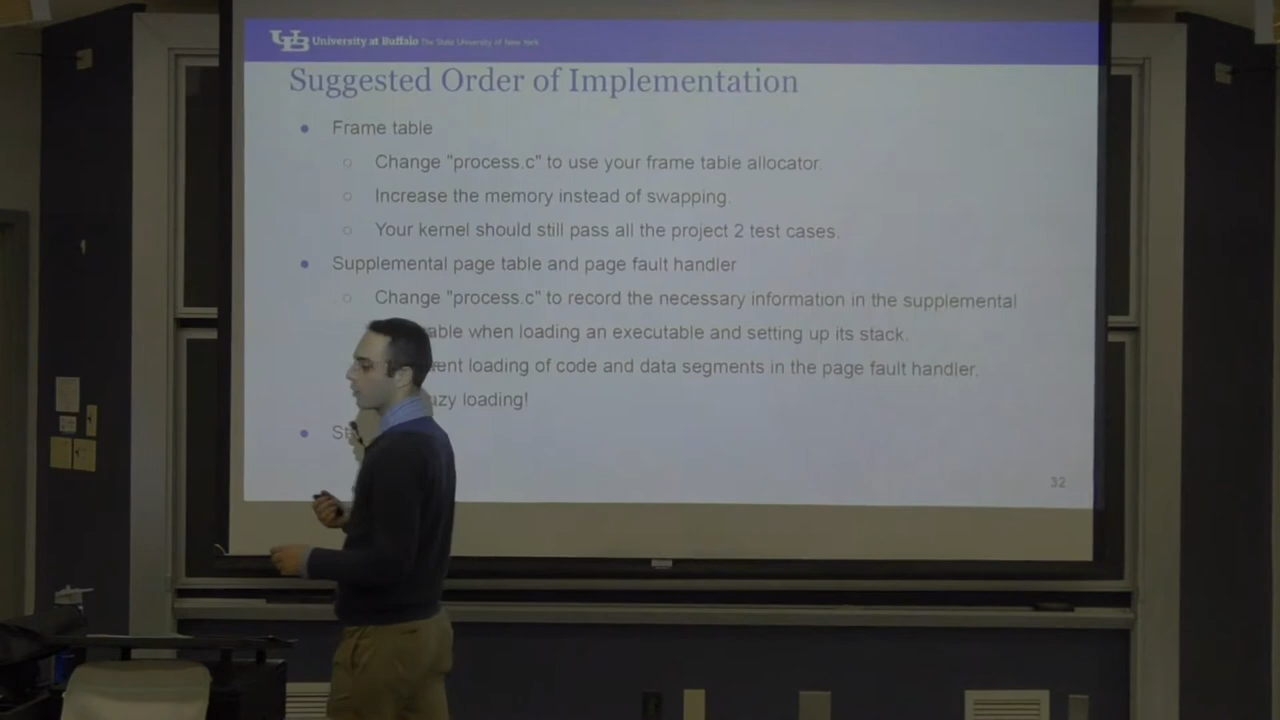 University at Buffalo The State University of New York
Suggested Order of Implementation
Frame table
Change "process.c" to use your frame table allocator.
Increase the memory instead of swapping.
Your kernel should still pass all the project 2 test cases.
Supplemental page table and page fault handler
Change "process.c" to record the necessary information in the supplemental
able when loading an executable and setting up its stack.
loading of code and data segments in the page fault handler.
loading!
32